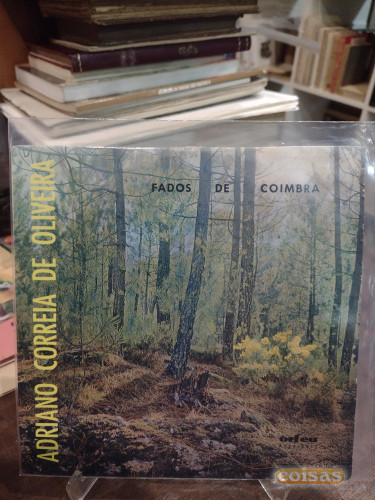 FADOS DE COIMBRA
ADRIANO CORREIA DE OLIVEIRA
orfeu
coisas